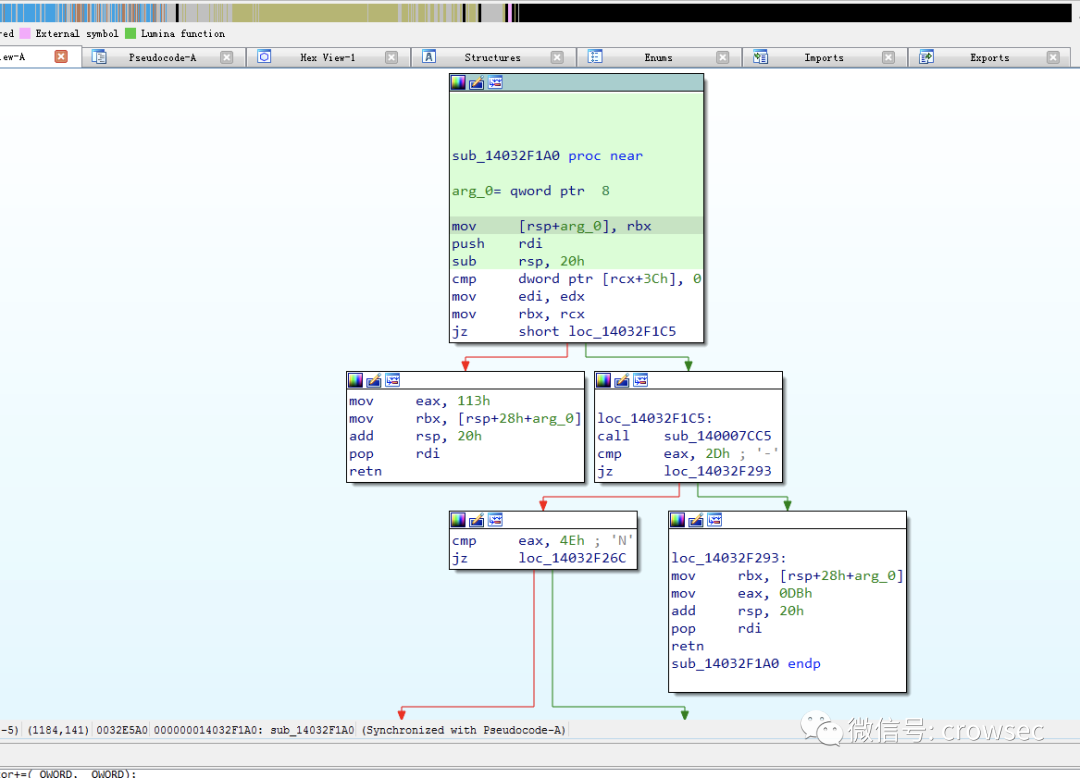 red External symbol Lumina function
ew-A Pseudocode-A Hex View-1 Structures Enums Imports Exports
sub_14032F1A0 proc near
arg_0= qword ptr 8
mov [rsp+arg_0], rbx
push rdi
sub rsp, 20h
cmp dword ptr [rcx+3Ch], 0
mov edi, edx
mov rbx, rcx
jz short loc_14032F1C5
mov eax, 113h
mov rbx, [rsp+28h+arg_0]
add rsp, 20h
pop rdi
retn
loc_14032F1C5:
call sub_140007CC5
cmp eax, 2Dh ; '-'
jz loc_14032F293
cmp eax, 4Eh ; 'N'
jz loc_14032F26C
loc_14032F293:
mov rbx, [rsp+28h+arg_0]
mov eax, 0DBh
add rsp, 20h
pop rdi
retn
sub_14032F1A0 endp
-5) (1184,141) 0032E5A0 000000014032F1A0: sub_14032F1A0 (Synchronized with Pseudocode-A)
微信号: crowsec
tor+=(_QWORD, _QWORD);